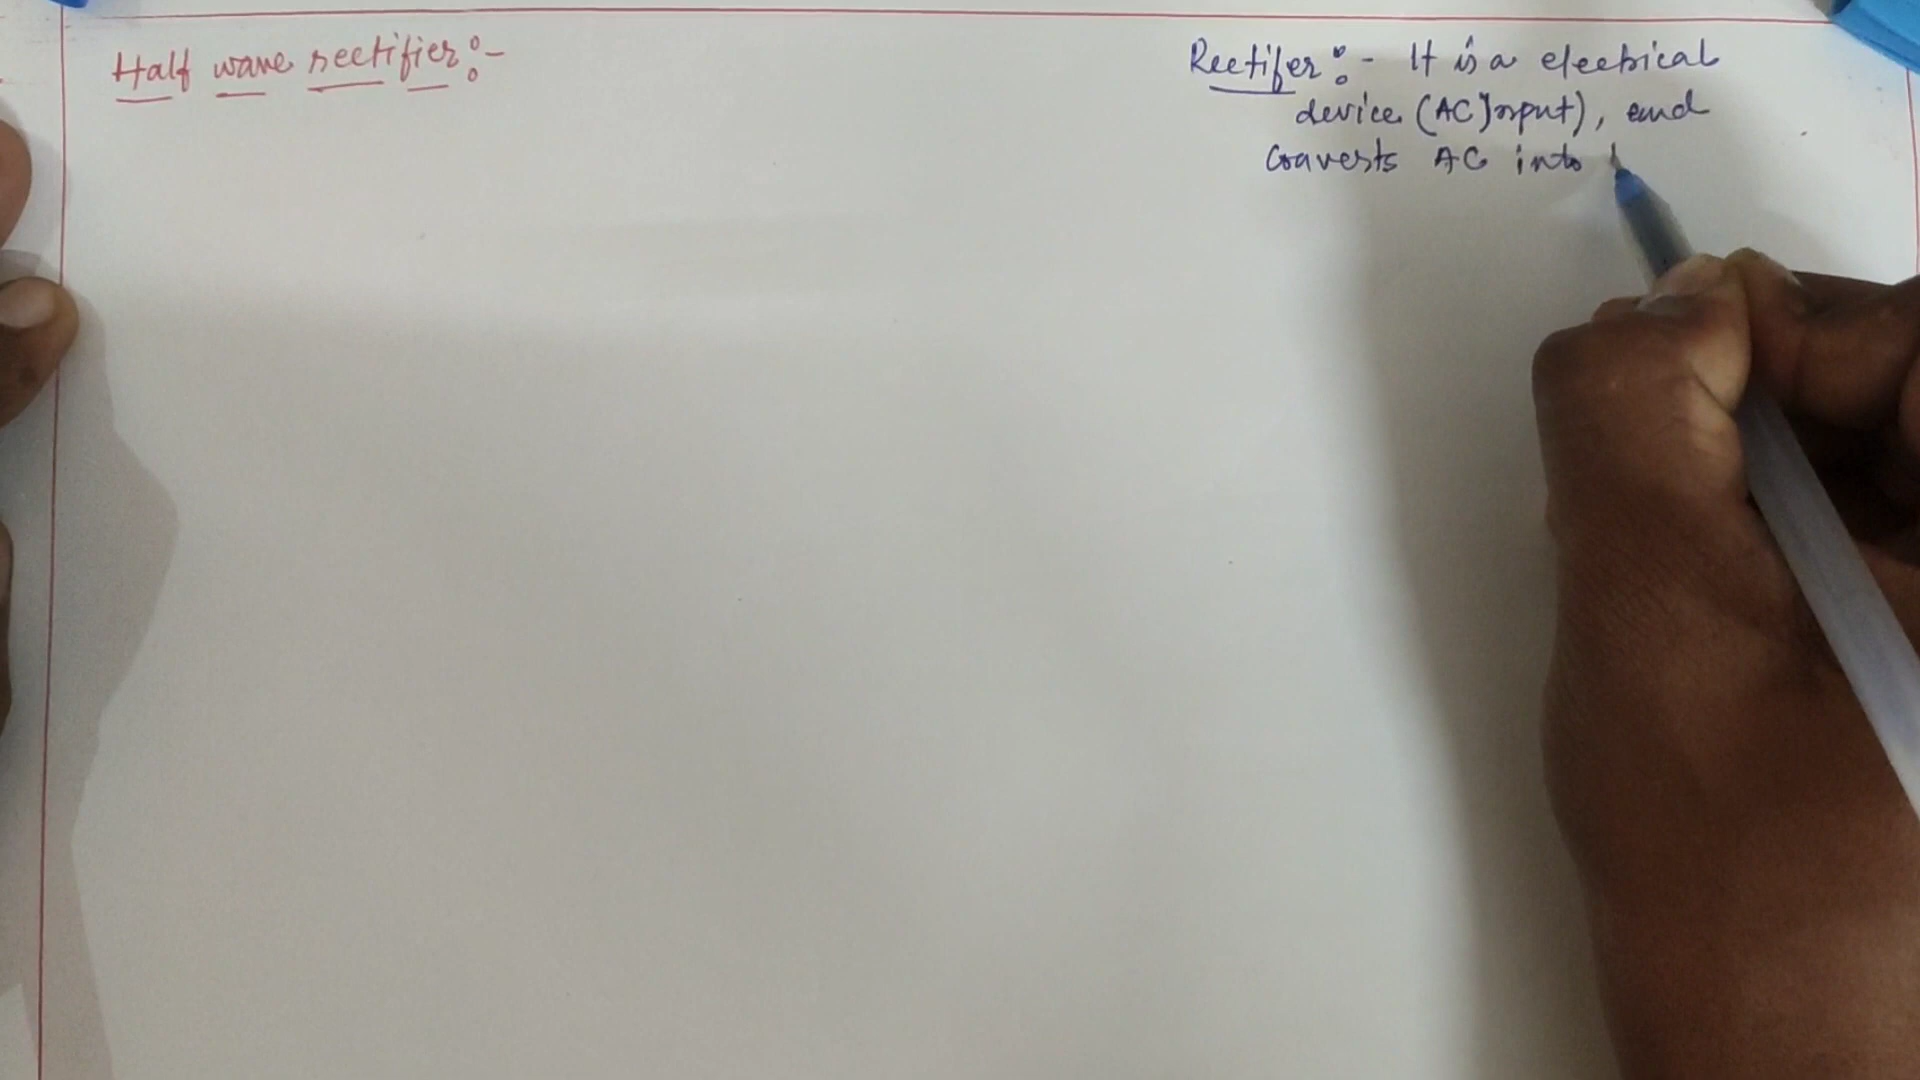 Half wave rectifier:-
Rectifer:- It is a electrical
device (AC Input), and
Converts AC into